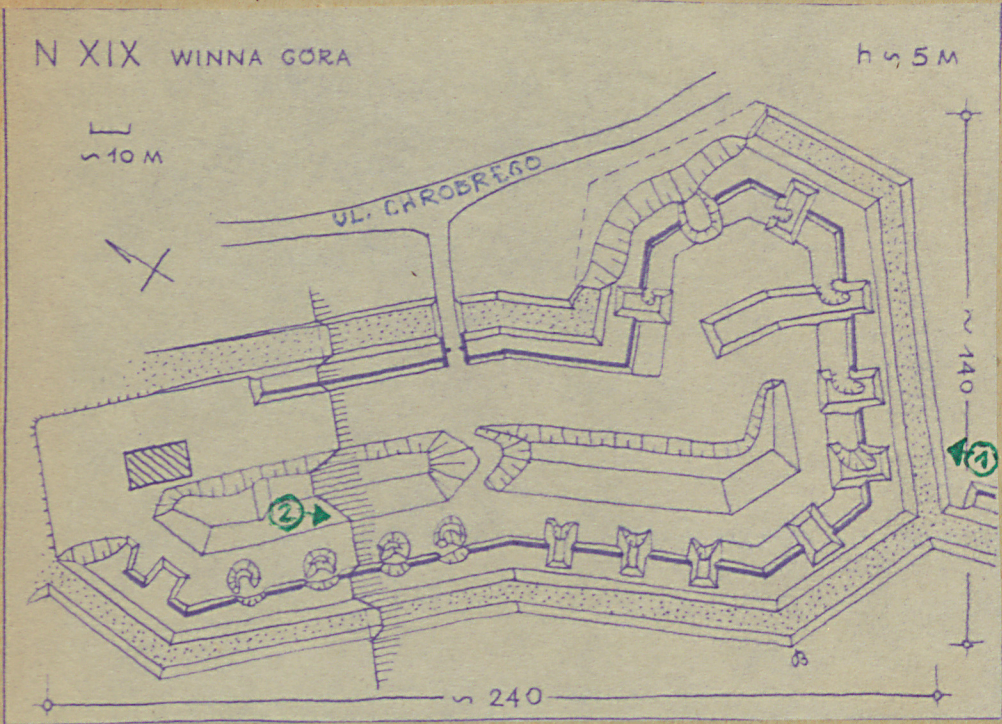 N XIX WINNA GÓRA
h ~ 5 M
~ 10 M
UL. CHROBREGO
~ 140
1
2
B
~ 240